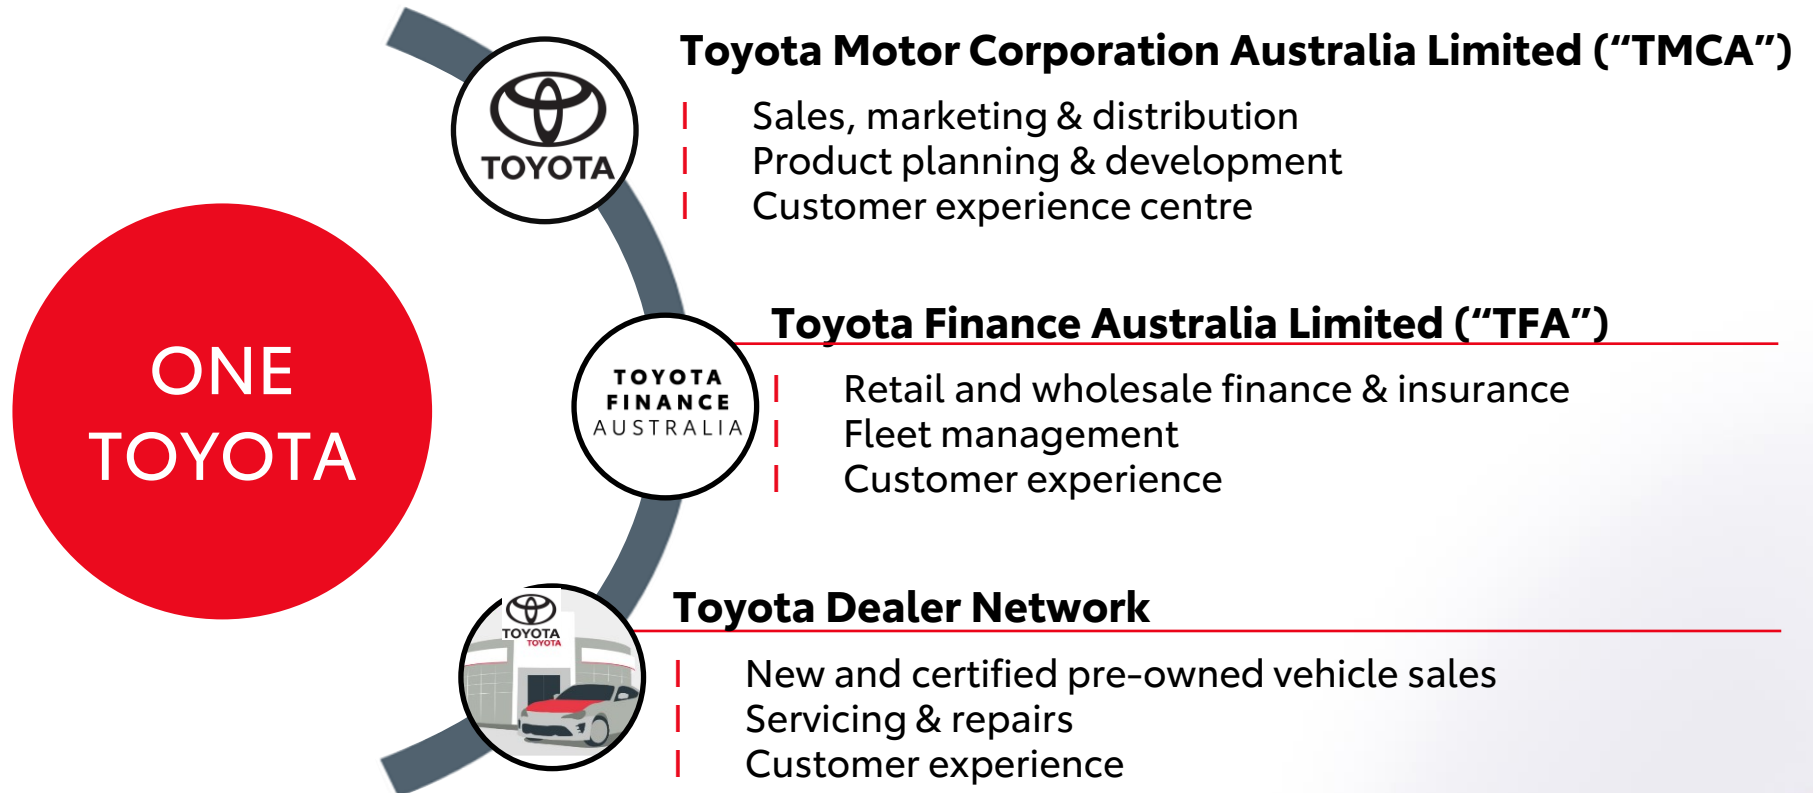 Toyota Motor Corporation Australia Limited (“TMCA”)
TOYOTA
l Sales, marketing & distribution
l Product planning & development
l Customer experience centre
ONE
TOYOTA
Toyota Finance Australia Limited (“TFA”)
TOYOTA
FINANCE
AUSTRALIA
l Retail and wholesale finance & insurance
l Fleet management
l Customer experience
Toyota Dealer Network
TOYOTA
TOYOTA
l New and certified pre-owned vehicle sales
l Servicing & repairs
l Customer experience